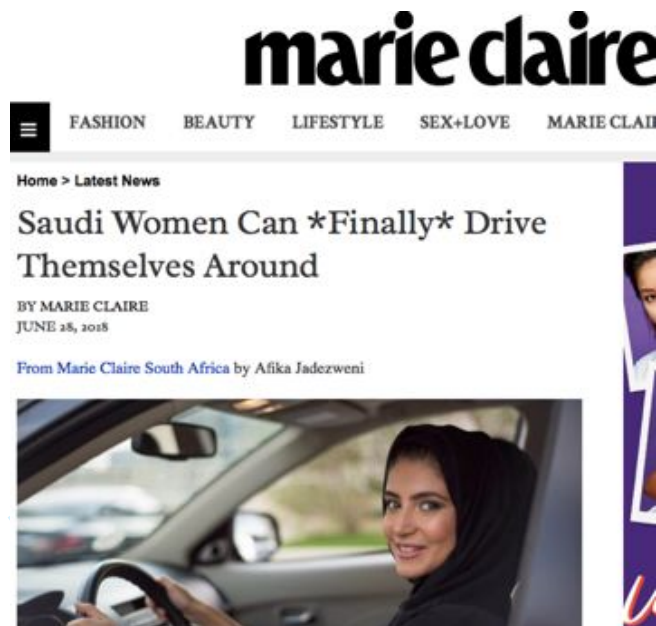 marie claire
FASHION BEAUTY LIFESTYLE SEX+LOVE MARIE
Home > Latest News
Saudi Women Can *Finally* Drive
Themselves Around
BY MARIE CLAIRE
JUNE 28, 2018
From Marie Claire South Africa by Afika Jadezweni